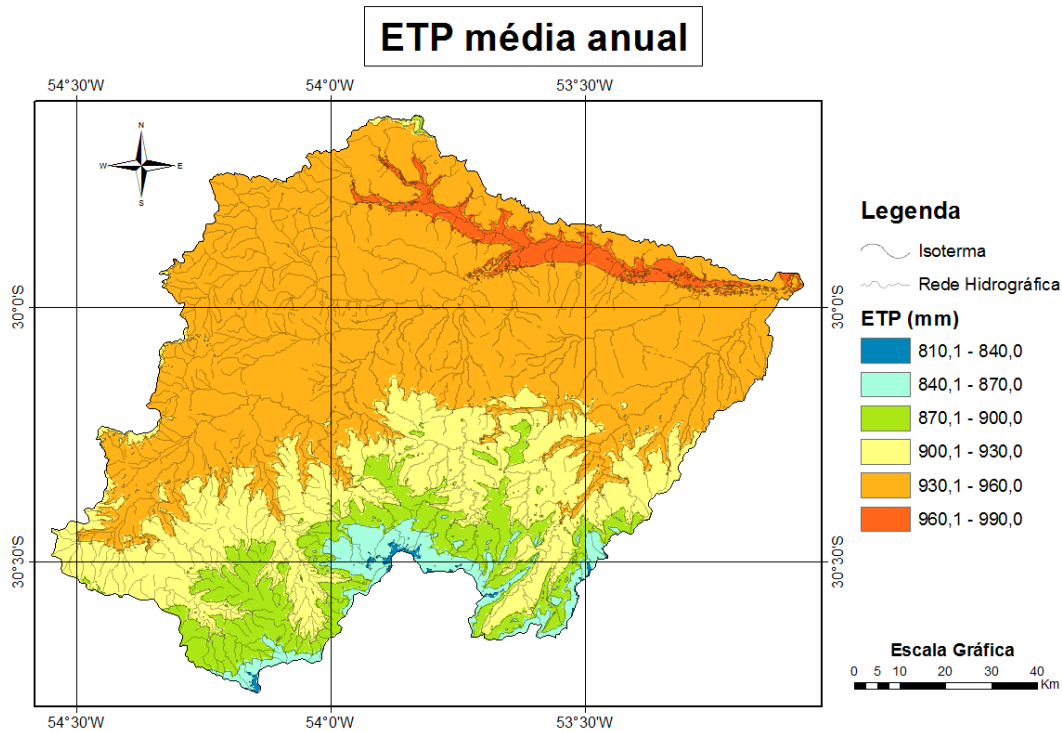 ETP média anual
54°30'W 54°0'W 53°30'W
N
W E
S
30°0'S 30°0'S
30°30'S 30°30'S
54°30'W 54°0'W 53°30'W
Legenda
Isoterma
Rede Hidrográfica
ETP (mm)
810,1 - 840,0
840,1 - 870,0
870,1 - 900,0
900,1 - 930,0
930,1 - 960,0
960,1 - 990,0
Escala Gráfica
0 5 10 20 30 40
Km